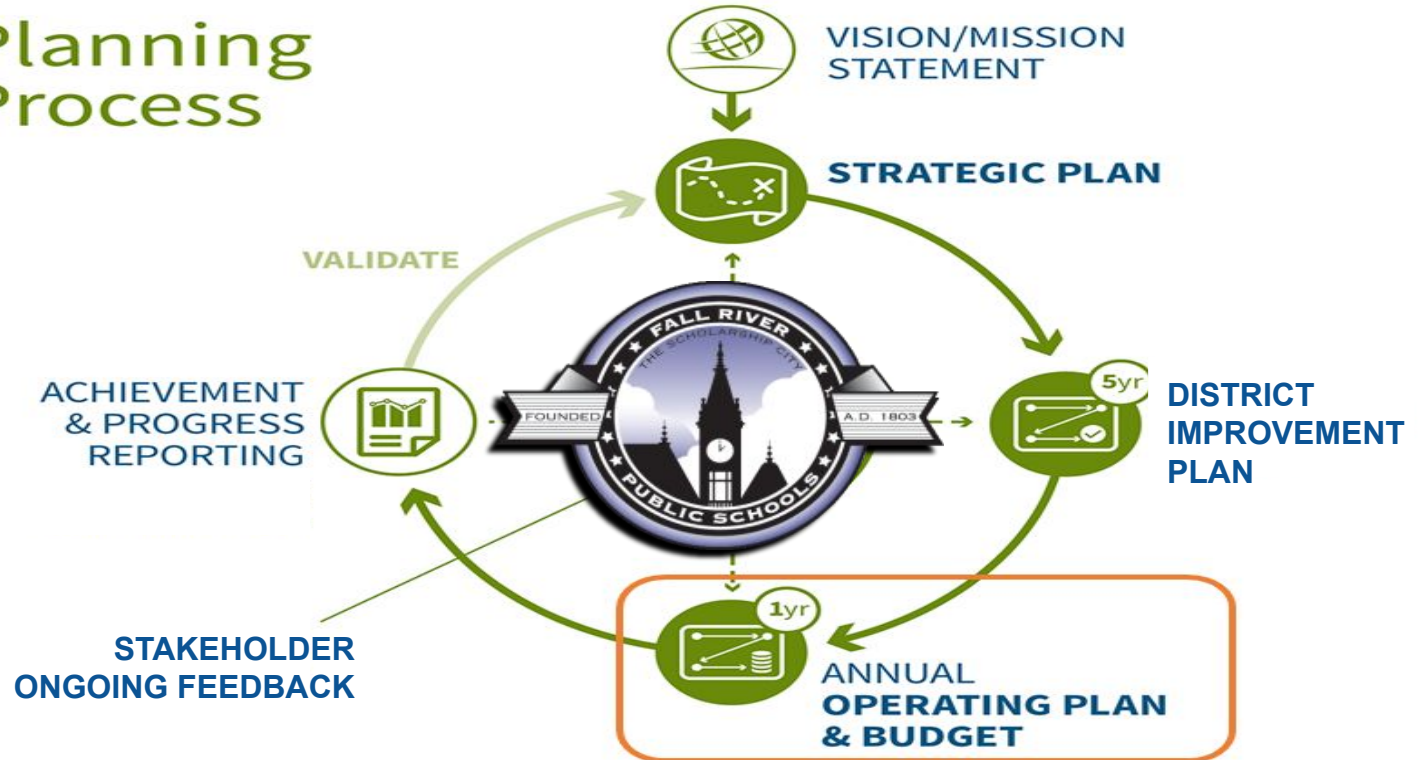 Planning
Process
VISION/MISSION
STATEMENT
STRATEGIC PLAN
VALIDATE
FALL RIVER
THE SCHOLARSHIP CITY
FOUNDED
A.D. 1803
PUBLIC SCHOOLS
ACHIEVEMENT
& PROGRESS
REPORTING
5yr
DISTRICT
IMPROVEMENT
PLAN
STAKEHOLDER
ONGOING FEEDBACK
1yr
ANNUAL
OPERATING PLAN
& BUDGET